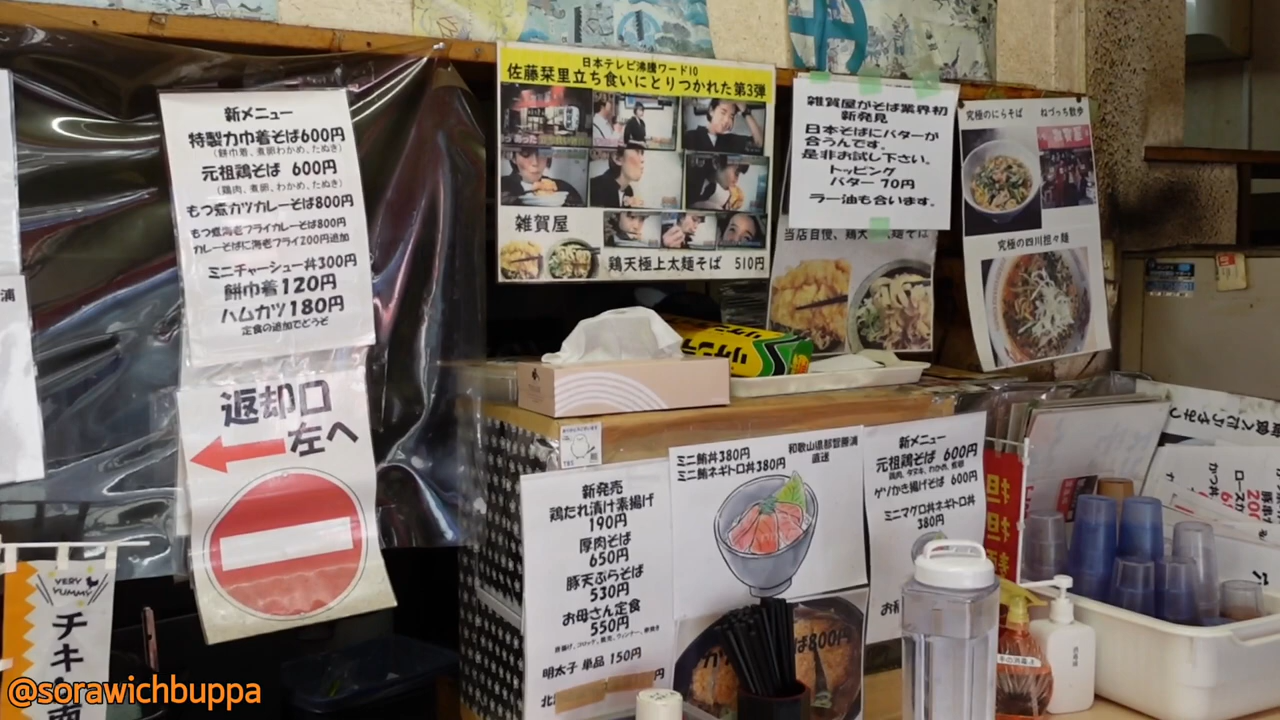 新メニュー
特製力巾着そば600円
(餅巾着、煮卵わかめ、たぬき)
元祖鶏そば 600円
(鶏肉、煮卵、わかめ、たぬき)
もつ煮カツカレーそば800円
もつ煮海老フライカレーそば800円
カレーそばに海老フライ200円追加
ミニチャーシュー丼300円
餅巾着120円
ハムカツ180円
定食の追加でどうぞ
返却口
左へ
VERY
YUMMY
チキ
日本テレビ沸騰ワード10
佐藤栞里立ち食いにとりつかれた第3弾
雑賀屋
鶏天極上太麺そば 510円
雑賀屋がそば業界初
新発見
日本そばにバターが
合うんです。
是非お試し下さい。
トッピング
バター 70円
ラー油も合います。
当店自慢、鶏天
麺そば
究極のにらそば ねづっち散歩
究極の四川担々麺
新発売
鶏たれ漬け素揚げ
190円
厚肉そば
650円
豚天ぷらそば
530円
お母さん定食
550円
明太子 単品 150円
円
ミニ鮪丼380円
ミニ鮪ネギトロ丼380円
和歌山県那智勝浦
直送
800円
新メニュー
元祖鶏そば 600円
ゲソかき揚げそば 600円
ミニマグロ丼ネギトロ丼
380円
担
担
浦
@sorawichbuppa